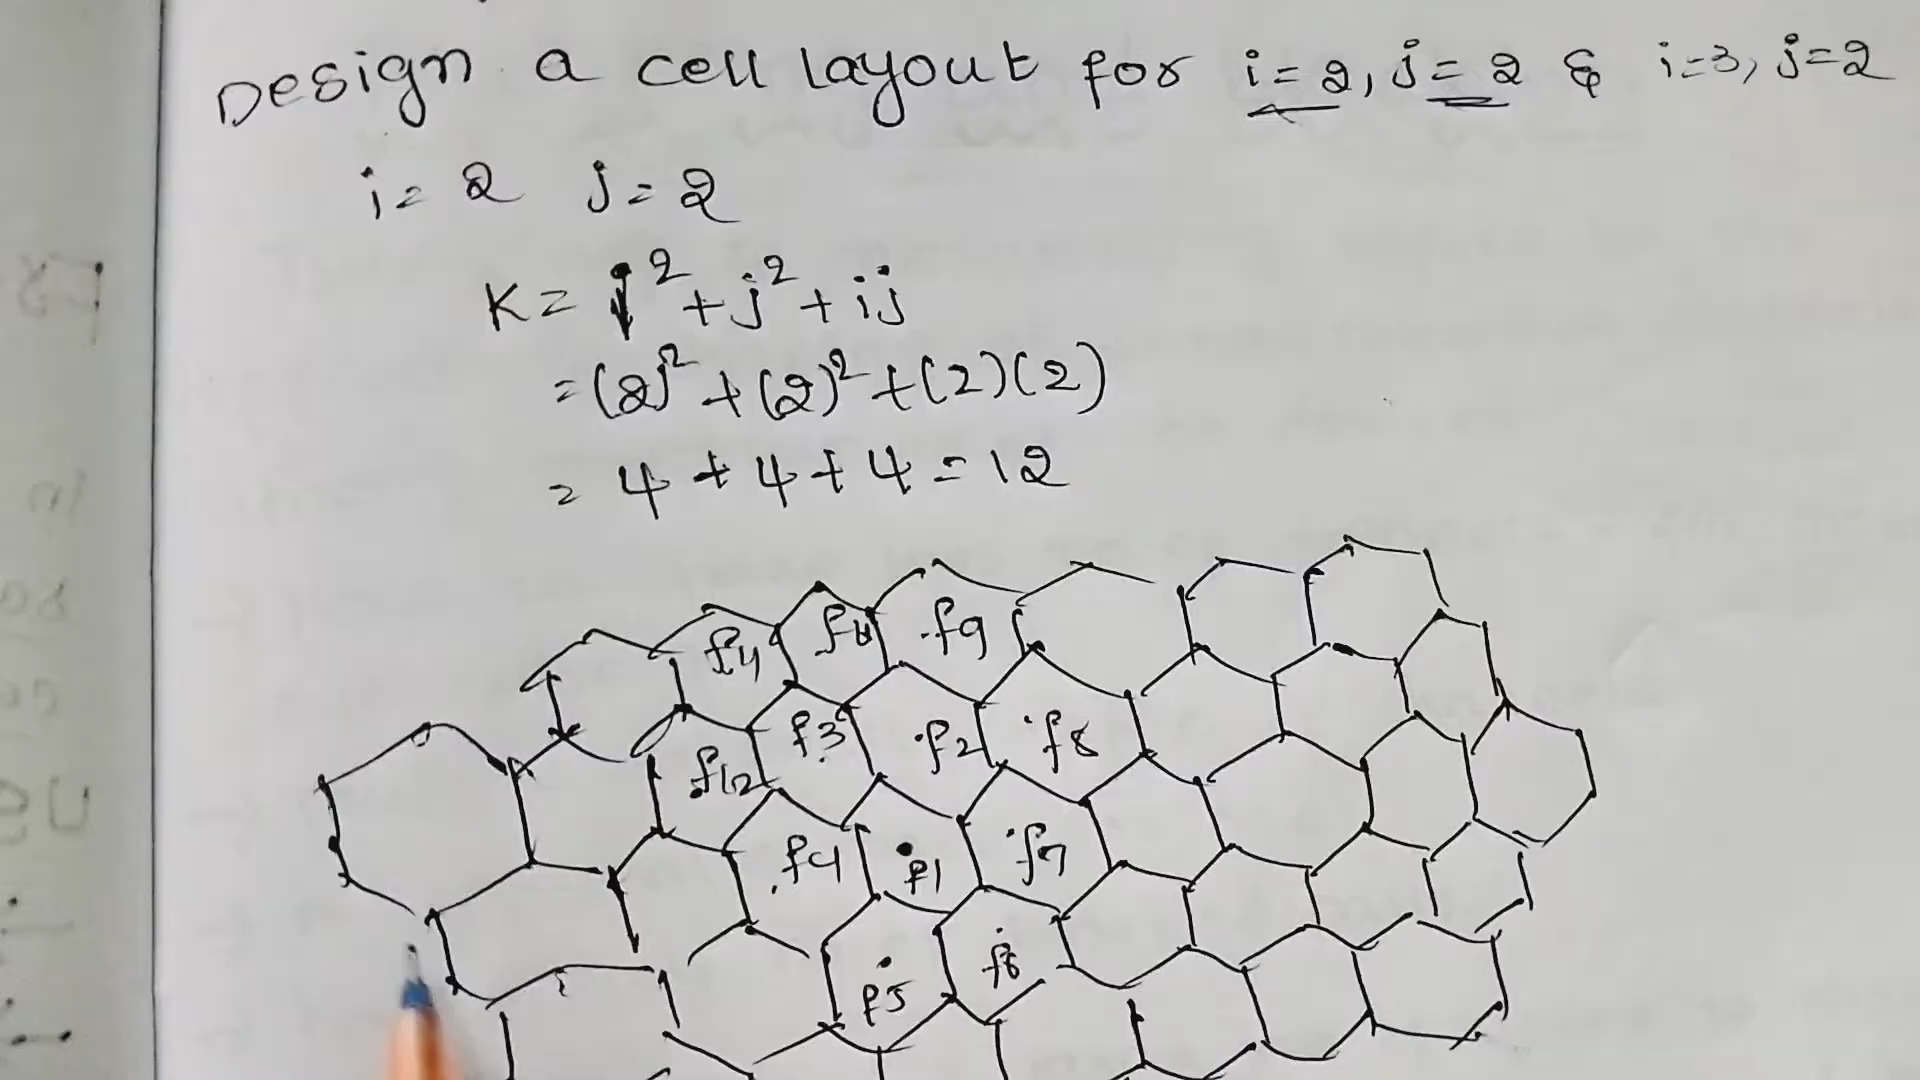 Design a cell layout for i=2, j=2 & i=3, j=2
i=2 j=2
K= i²+j²+ij
=(2)²+(2)²+(2)(2)
= 4+4+4=12
f4 f9
f3 f2 f8
f12
f4 f1 f7
f5 f6